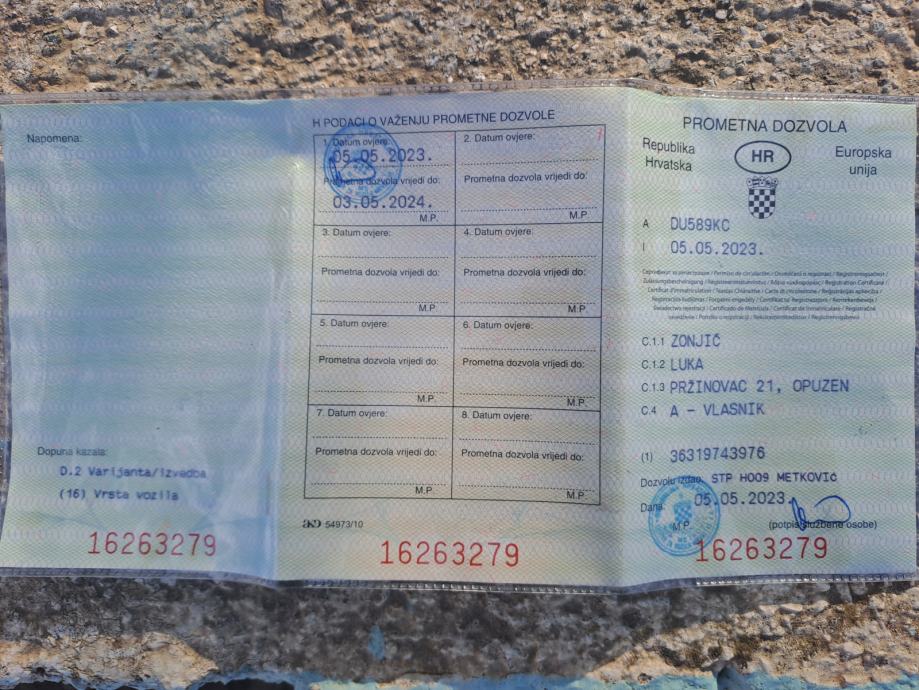 Napomena:
Dopuna kazala:
D.2 Varijanta/izvedba
(16) Vrsta vozila
16263279
H PODACI O VAŽENJU PROMETNE DOZVOLE
1. Datum ovjere:
05.05.2023.
Prometna dozvola vrijedi do:
03.05.2024.
M.P.
2. Datum ovjere:
Prometna dozvola vrijedi do:
M.P.
3. Datum ovjere:
Prometna dozvola vrijedi do:
M.P.
4. Datum ovjere:
Prometna dozvola vrijedi do:
M.P.
5. Datum ovjere:
Prometna dozvola vrijedi do:
M.P.
6. Datum ovjere:
Prometna dozvola vrijedi do:
M.P.
7. Datum ovjere:
Prometna dozvola vrijedi do:
M.P.
8. Datum ovjere:
Prometna dozvola vrijedi do:
M.P.
54973/10
16263279
PROMETNA DOZVOLA
Republika
Hrvatska
HR
Europska
unija
A DU589KC
I 05.05.2023.
C.1.1 ZONJIĆ
C.1.2 LUKA
C.1.3 PRŽINOVAC 21, OPUZEN
C.4 A - VLASNIK
(1) 36319743976
Dozvolu izdao: STP H009 METKOVIĆ
Dana: 05.05.2023.
M.P.
(potpis službene osobe)
16263279